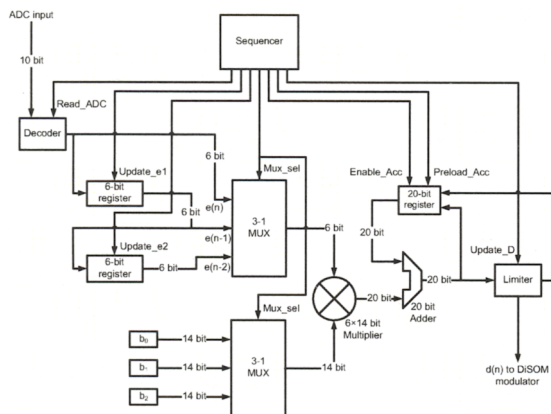 ADC input
Sequencer
10 bit
Read_ADC
Decoder
Update_e1
6 bit
Mux_sel
Enable_Acc
Preload_Acc
6-bit
register
6 bit
e(n)
3-1
MUX
20-bit
register
e(n-1)
6 bit
20 bit
Update_e2
Update_D
6-bit
register
6 bit
e(n-2)
20 bit
20 bit
Limiter
Mux_sel
6×14 bit
Multiplier
20 bit
Adder
b₀
14 bit
3-1
MUX
14 bit
14 bit
b₂
14 bit
d(n) to DiSOM
modulator